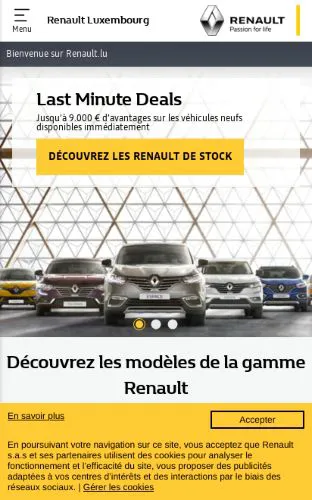 Renault Luxembourg
RENAULT
Passion for life
Menu
Bienvenue sur Renault.lu
Last Minute Deals
Jusqu'à 9.000 € d'avantages sur les véhicules neufs
disponibles immédiatement
DÉCOUVREZ LES RENAULT DE STOCK
ESPACE
Découvrez les modèles de la gamme
Renault
En savoir plus
Accepter
En poursuivant votre navigation sur ce site, vous acceptez que Renault
s.a.s et ses partenaires utilisent des cookies pour analyser le
fonctionnement et l'efficacité du site, vous proposer des publicités
adaptées à vos centres d'intérêts et des interactions par le biais des
réseaux sociaux. | Gérer les cookies